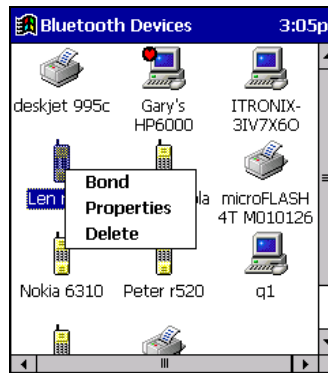 Bluetooth Devices 3:05p
deskjet 995c Gary's ITRONIX-
HP6000 3IV7X6O
Bond
Len
Properties
microFLASH
Delete
4T M010126
Nokia 6310 Peter r520 q1